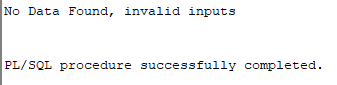 No Data Found, invalid inputs
PL/SQL procedure successfully completed.